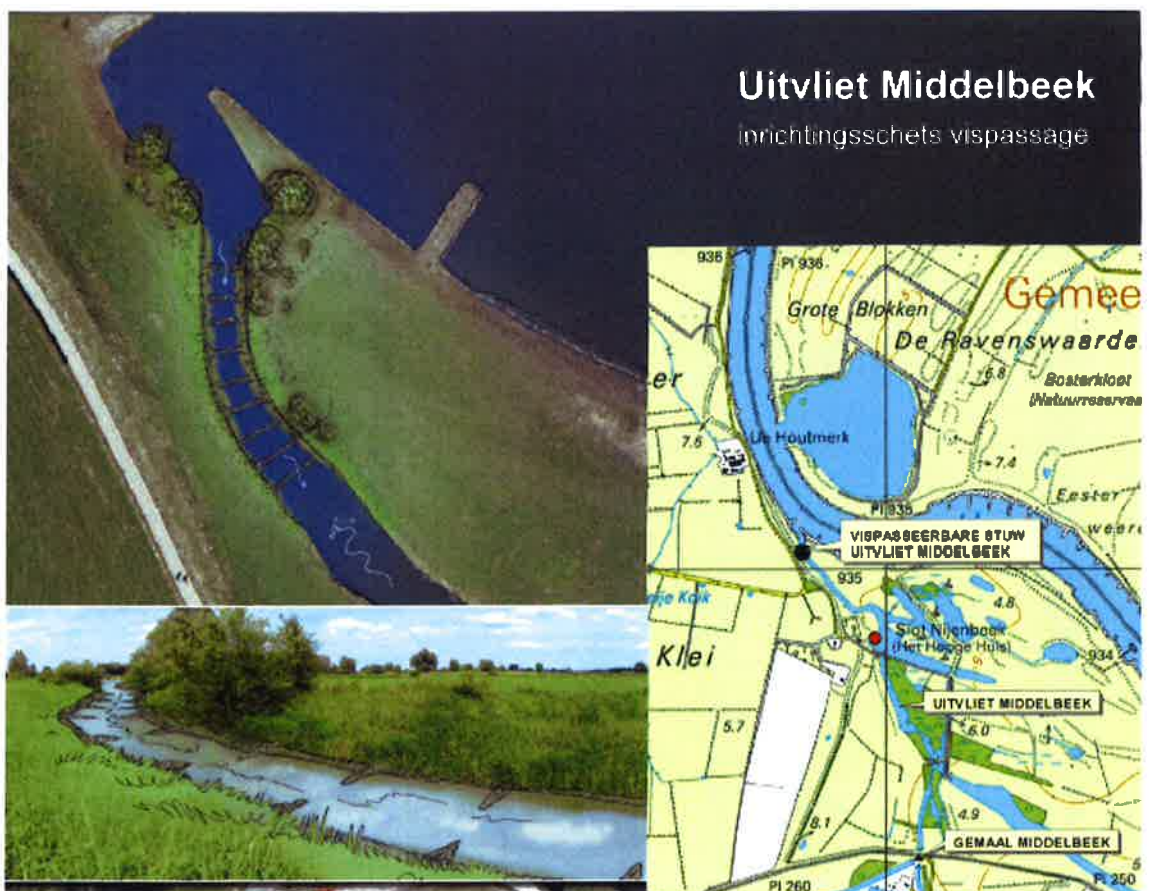 Uitvliet Middelbeek
inrichtingsschets vispassage
936
Pl 936
Gemee
Grote Blokken
De Ravenswaarde
er
6.8
7.6
De Houtmerk
7.4
Eester
Pl 935
weere
VISPASSEERBARE STUW
UITVLIET MIDDELBEEK
935
4.8
Kolk
Slot Nijenbeek
(Het Hooge Huis)
Klei
934
UITVLIET MIDDELBEEK
5.7
6.0
4.9
8.1
GEMAAL MIDDELBEEK
Pl 260
Pl 250